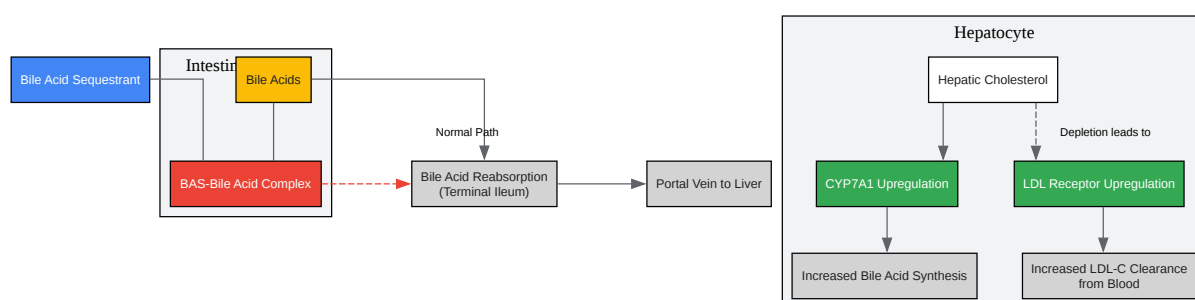 Hepatocyte
Intestin
Bile Acid Sequestrant
Bile Acids
Hepatic Cholesterol
Normal Path
Depletion leads to
BAS-Bile Acid Complex
Bile Acid Reabsorption
(Terminal Ileum)
Portal Vein to Liver
CYP7A1 Upregulation
LDL Receptor Upregulation
Increased Bile Acid Synthesis
Increased LDL-C Clearance
from Blood